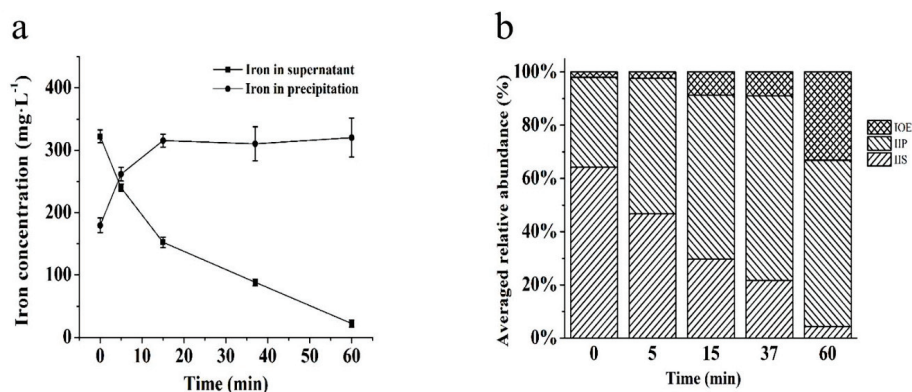 a
Iron concentration (mg·L⁻¹)
400
300
200
100
0
Iron in supernatant
Iron in precipitation
0 10 20 30 40 50 60
Time (min)
b
Averaged relative abundance (%)
100%
80%
60%
40%
20%
0%
0 5 15 37 60
Time (min)
IOE
IIP
IIS